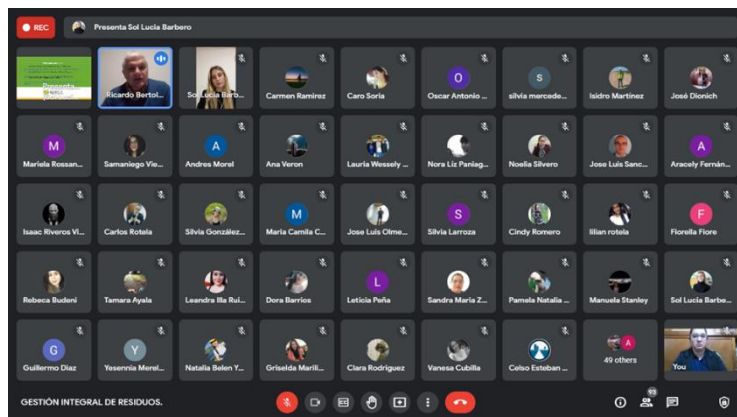 REC
Presenta Sol Lucia Barbero
Presenta...
Ricardo Bertol...
Sol Lucia Barb...
Carmen Ramirez
Caro Soria
O
Oscar Antonio ...
s
silvia mercede...
Isidro Martinez
José Dionich
M
Mariela Rossan...
Samaniego Vie...
A
Andres Morel
Ana Veron
Lauria Wessely ...
Nora Liz Paniag...
Noelia Silvero
Jose Luis Sanc...
A
Aracely Fernán...
Isaac Riveros Vi...
Carlos Rotela
Silvia González...
M
Maria Camila C...
Jose Luis Olme...
S
Silvia Larroza
Cindy Romero
lilian rotela
F
Fiorella Fiore
Rebeca Budeni
Tamara Ayala
Leandra Illa Rui...
Dora Barrios
L
Leticia Peña
Sandra Maria Z...
Pamela Natalia ...
Manuela Stanley
Sol Lucia Barbe...
G
Guillermo Diaz
Y
Yesennia Merel...
Natalia Belen Y...
Griselda Marili...
Clara Rodriguez
Vanesa Cubilla
Celso Esteban ...
A
49 others
You
GESTIÓN INTEGRAL DE RESIDUOS.
93